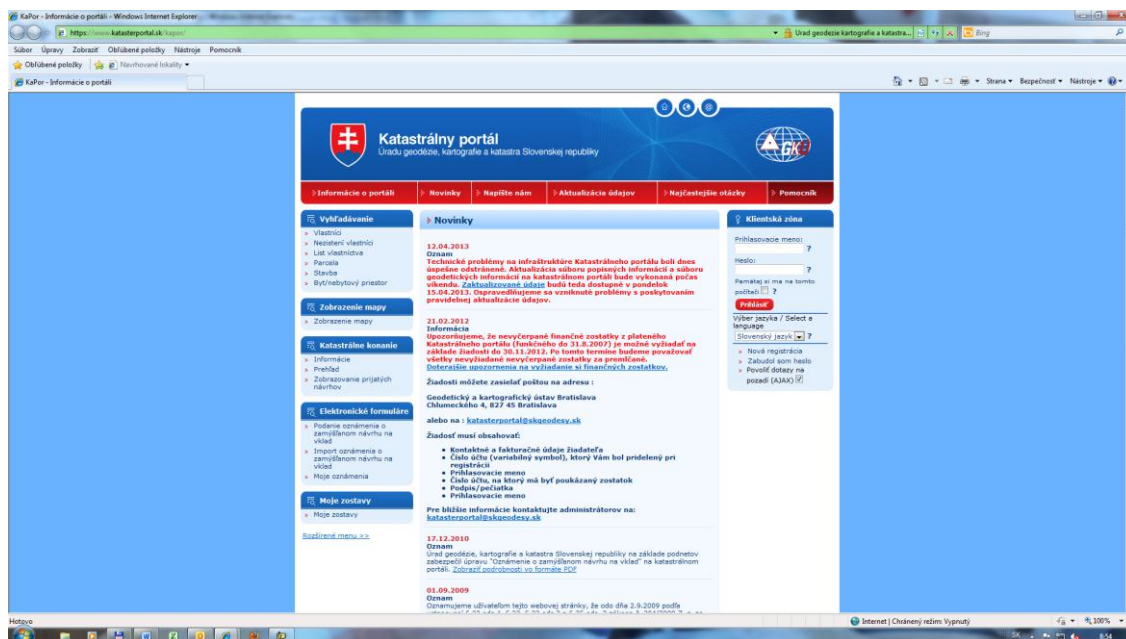 KaPor - Informácie o portáli - Windows Internet Explorer
https://www.katasterportal.sk/kapor/
Urad geodezie kartografie a katastra...
Bing
Súbor Úpravy Zobraziť Obľúbené položky Nástroje Pomocník
Obľúbené položky Navrhované lokality
KaPor - Informácie o portáli
Strana Bezpečnosť Nástroje
Katastrálny portál
Úradu geodézie, kartografie a katastra Slovenskej republiky
GKÚ
Informácie o portáli Novinky Napíšte nám Aktualizácia údajov Najčastejšie otázky Pomocník
Vyhľadávanie
Vlastníci
Nezistení vlastníci
List vlastníctva
Parcela
Stavba
Byt/nebytový priestor
Zobrazenie mapy
Zobrazenie mapy
Katastrálne konanie
Informácie
Prehľad
Zobrazovanie prijatých
návrhov
Elektronické formuláre
Podanie oznámenia o
zamýšľanom návrhu na
vklad
Import oznámenia o
zamýšľanom návrhu na
vklad
Moje oznámenia
Moje zostavy
Moje zostavy
Rozšírené menu >>
Novinky
12.04.2013
Oznam
Technické problémy na infraštruktúre Katastrálneho portálu boli dnes
úspešne odstránené. Aktualizácia súboru popisných informácií a súboru
geodetických informácií na katastrálnom portáli bude vykonaná počas
víkendu. Zaktualizované údaje budú teda dostupné v pondelok
15.04.2013. Ospravedlňujeme sa vzniknuté problémy s poskytovaním
pravidelnej aktualizácie údajov.
21.02.2012
Informácia
Upozorňujeme, že nevyčerpané finančné zostatky z plateného
Katastrálneho portálu (funkčného do 31.8.2007) je možné vyžiadať na
základe žiadosti do 30.11.2012. Po tomto termíne budeme považovať
všetky nevyžiadané nevyčerpané zostatky za premlčané.
Doterajšie upozornenia na vyžiadanie si finančných zostatkov.
Žiadosti môžete zasielať poštou na adresu :
Geodetický a kartografický ústav Bratislava
Chlumeckého 4, 827 45 Bratislava
alebo na : katasterportal@skgeodesy.sk
Žiadosť musí obsahovať:
Kontaktné a fakturačné údaje žiadateľa
Číslo účtu (variabilný symbol), ktorý Vám bol pridelený pri
registrácii
Prihlasovacie meno
Číslo účtu, na ktorý má byť poukázaný zostatok
Podpis/pečiatka
Prihlasovacie meno
Pre bližšie informácie kontaktujte administrátorov na:
katasterportal@skgeodesy.sk
17.12.2010
Oznam
Úrad geodézie, kartografie a katastra Slovenskej republiky na základe podnetov
zabezpečil úpravu "Oznámenie o zamýšľanom návrhu na vklad" na katastrálnom
portáli. Zobraziť podrobnosti vo formáte PDF
01.09.2009
Oznam
Oznamujeme užívateľom tejto webovej stránky, že odo dňa 2.9.2009 podľa
Klientská zóna
Prihlasovacie meno:
?
Heslo:
?
Pamätaj si ma na tomto
počítači ?
Prihlásiť
Výber jazyka / Select a
language
Slovenský jazyk ?
Nová registrácia
Zabudol som heslo
Povoliť dotazy na
pozadí (AJAX)
Hotovo
Internet | Chránený režim: Vypnutý
100%
SK
8:54